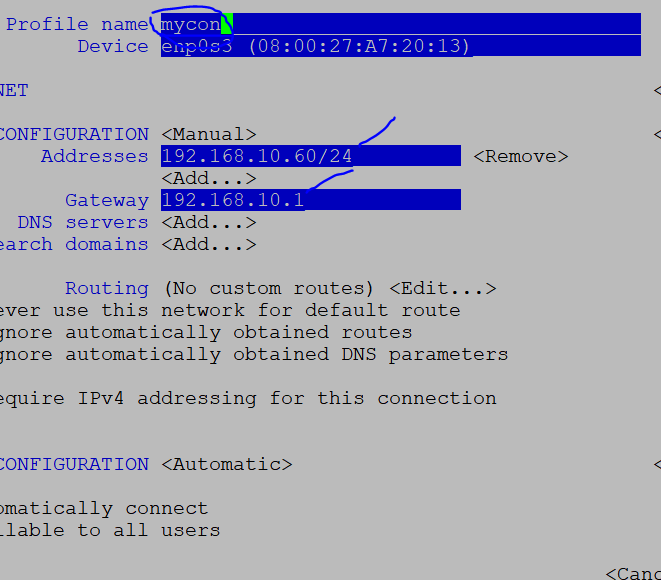 Profile name mycon
Device enp0s3 (08:00:27:A7:20:13)
NET <
CONFIGURATION <Manual> <
Addresses 192.168.10.60/24 <Remove>
<Add...>
Gateway 192.168.10.1
DNS servers <Add...>
earch domains <Add...>
Routing (No custom routes) <Edit...>
ever use this network for default route
gnore automatically obtained routes
gnore automatically obtained DNS parameters
equire IPv4 addressing for this connection
CONFIGURATION <Automatic> <
omatically connect
ilable to all users
<Canc